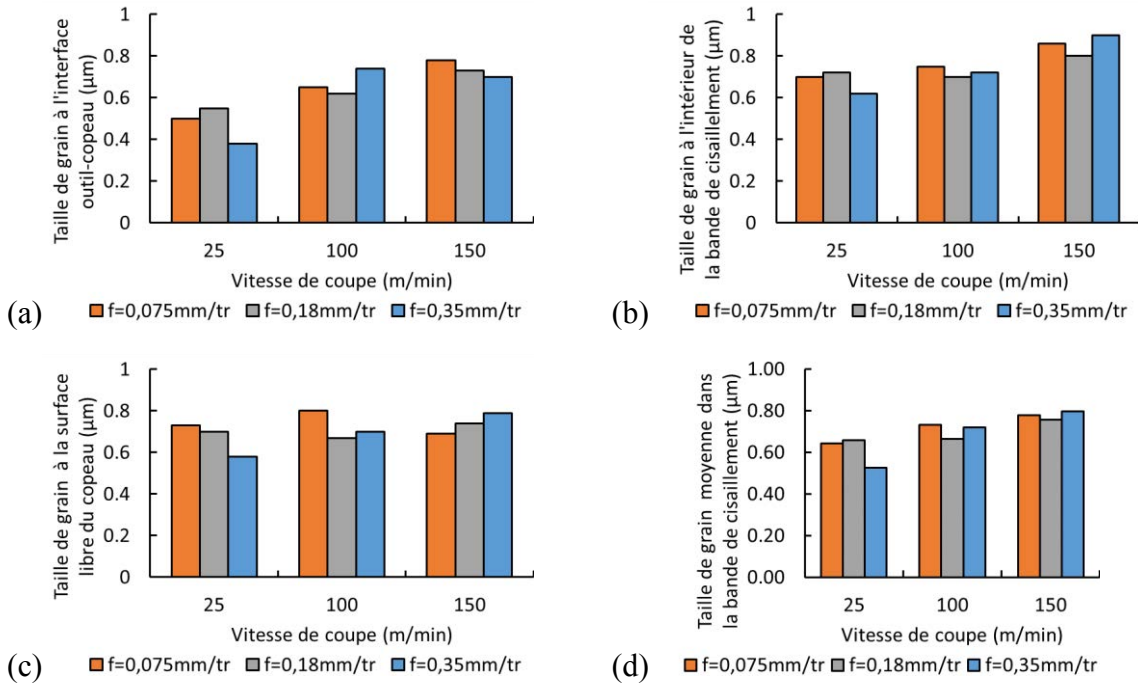 Taille de grain à l'interface
outil-copeau (µm)
1
0.8
0.6
0.4
0.2
0
25 100 150
Vitesse de coupe (m/min)
(a) f=0,075mm/tr f=0,18mm/tr f=0,35mm/tr
Taille de grain à l'intérieur de
la bande de cisaillelment (µm)
1
0.8
0.6
0.4
0.2
0
25 100 150
Vitesse de coupe (m/min)
(b) f=0,075mm/tr f=0,18mm/tr f=0,35mm/tr
Taille de grain à la surface
libre du copeau (µm)
1
0.8
0.6
0.4
0.2
0
25 100 150
Vitesse de coupe (m/min)
(c) f=0,075mm/tr f=0,18mm/tr f=0,35mm/tr
Taille de grain moyenne dans
la bande de cisaillement (µm)
1.00
0.80
0.60
0.40
0.20
0.00
25 100 150
Vitesse de coupe (m/min)
(d) f=0,075mm/tr f=0,18mm/tr f=0,35mm/tr